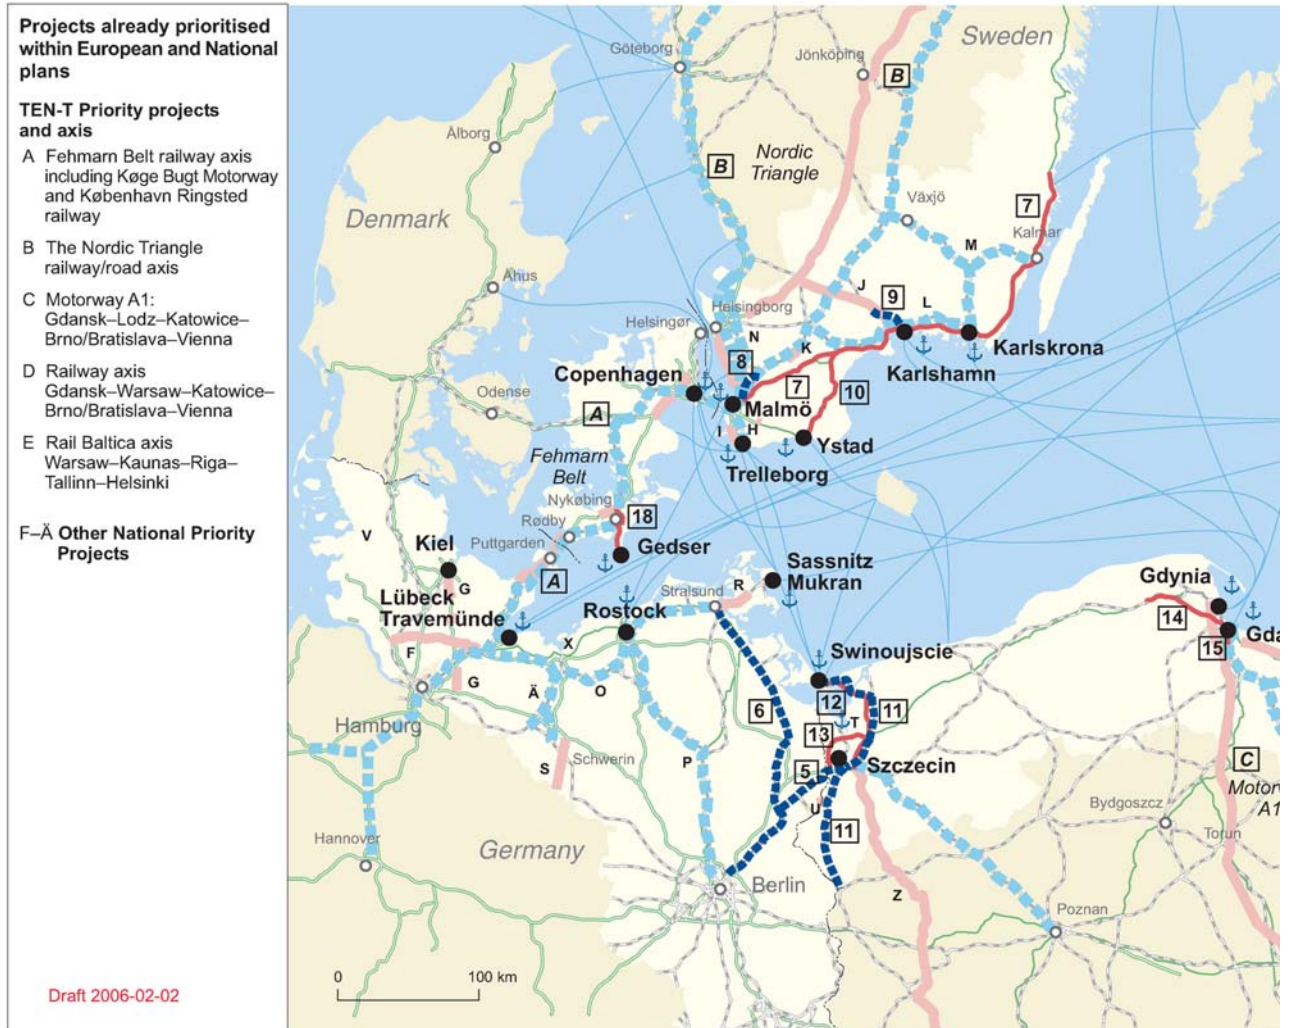 Projects already prioritised
within European and National
plans
TEN-T Priority projects
and axis
A Fehmarn Belt railway axis
including Køge Bugt Motorway
and København Ringsted
railway
B The Nordic Triangle
railway/road axis
C Motorway A1:
Gdansk–Lodz–Katowice–
Brno/Bratislava–Vienna
D Railway axis
Gdansk–Warsaw–Katowice–
Brno/Bratislava–Vienna
E Rail Baltica axis
Warsaw–Kaunas–Riga–
Tallinn–Helsinki
F–Ä Other National Priority
Projects
Draft 2006-02-02
Sweden
Göteborg
Jönköping
B
Ålborg
Nordic
Triangle
B
Växjö
7
Kalmar
Denmark
M
Åhus
J
9
L
Helsingborg
Helsingør
N
K
Karlskrona
8
Karlshamn
Copenhagen
7
10
Odense
A
Malmö
I
H
Ystad
Fehmarn
Belt
Trelleborg
Nykøbing
Rødby
18
V
Puttgarden
Kiel
A
Gedser
Sassnitz
Mukran
G
R
Gdynia
Lübeck
Travemünde
Stralsund
Rostock
14
F
X
15
Gda
Swinoujscie
G
Ä
O
6
12
T
11
Hamburg
13
S
Schwerin
P
5
Szczecin
C
Motorw
A1
U
11
Bydgoszcz
Torun
Hannover
Germany
Berlin
Z
Poznan
0
100 km